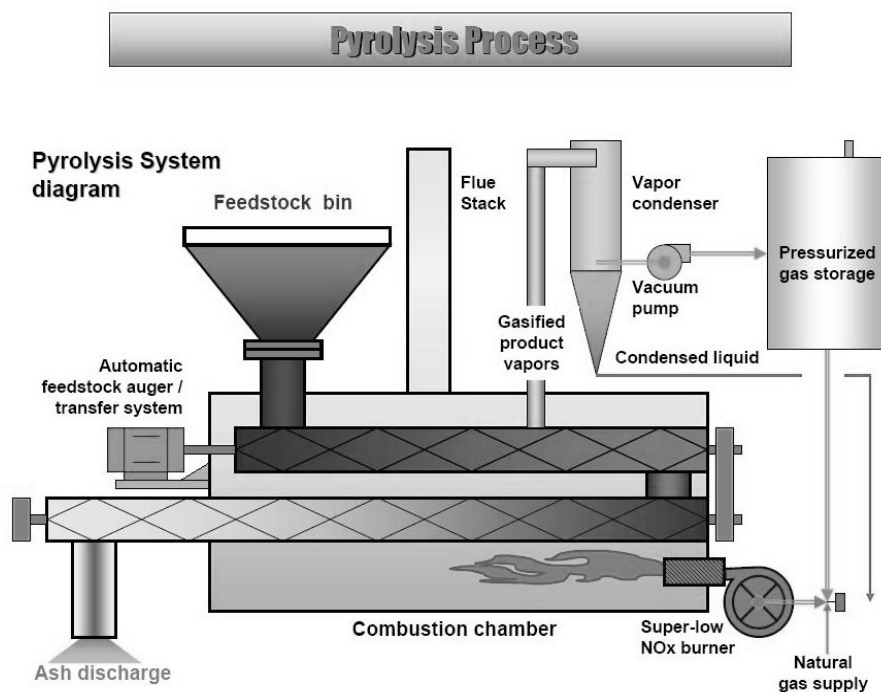 Pyrolysis Process
Pyrolysis System
diagram
Feedstock bin
Flue
Stack
Vapor
condenser
Pressurized
gas storage
Vacuum
pump
Gasified
product
vapors
Condensed liquid
Automatic
feedstock auger /
transfer system
Combustion chamber
Super-low
NOx burner
Natural
gas supply
Ash discharge